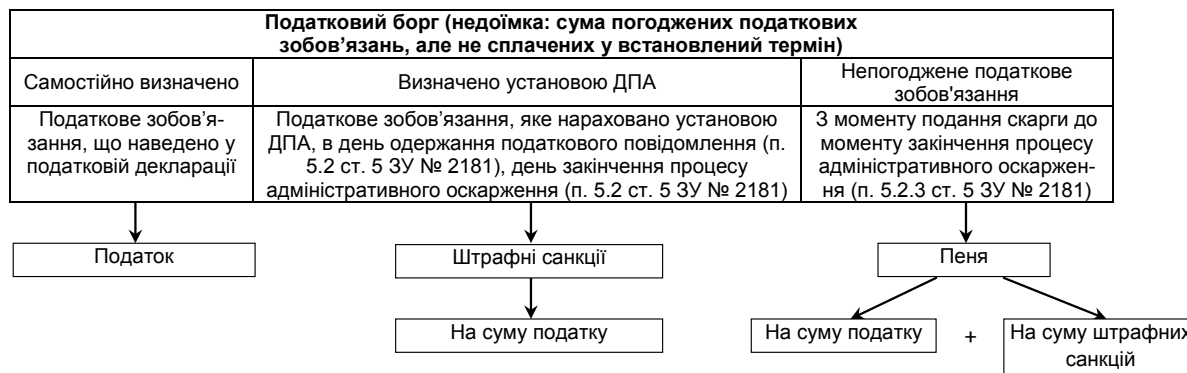 Податковий борг (недоїмка: сума погоджених податкових
зобов’язань, але не сплачених у встановлений термін)
Самостійно визначено
Визначено установою ДПА
Непогоджене податкове
зобов'язання
Податкове зобов’я-
зання, що наведено у
податковій декларації
Податкове зобов’язання, яке нараховано установою
ДПА, в день одержання податкового повідомлення (п.
5.2 ст. 5 ЗУ № 2181), день закінчення процесу
адміністративного оскарження (п. 5.2 ст. 5 ЗУ № 2181)
З моменту подання скарги до
моменту закінчення процесу
адміністративного оскаржен-
ня (п. 5.2.3 ст. 5 ЗУ № 2181)
Податок
Штрафні санкції
Пеня
На суму податку
На суму податку
+
На суму штрафних
санкцій